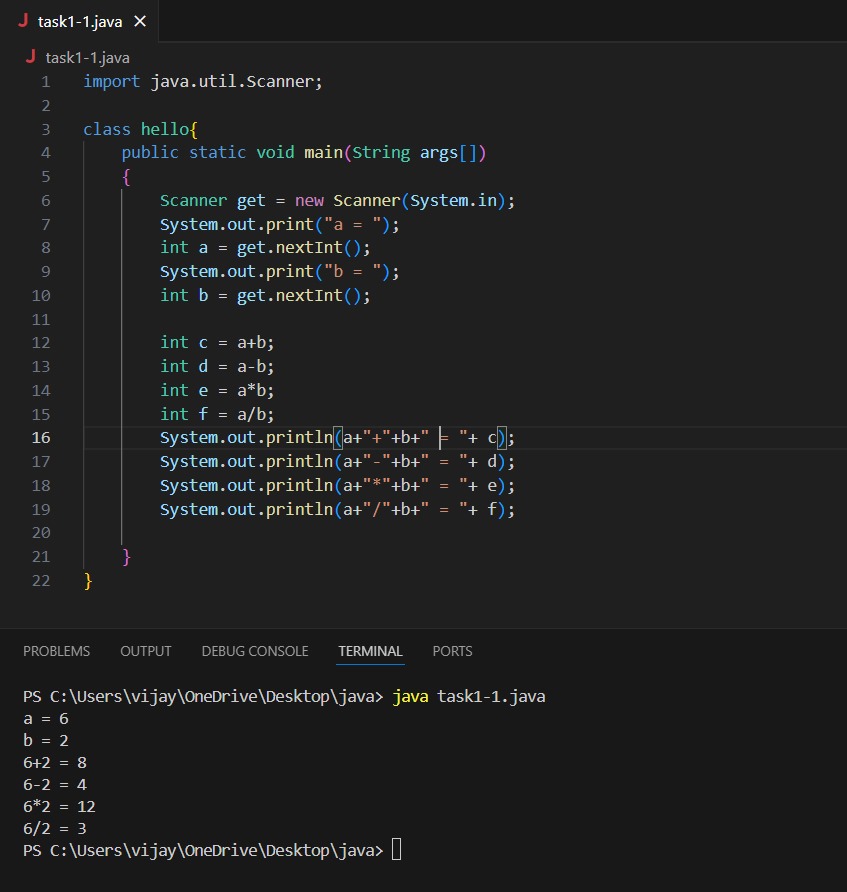 J task1-1.java ×
J task1-1.java
1 import java.util.Scanner;
2
3 class hello{
4     public static void main(String args[])
5     {
6         Scanner get = new Scanner(System.in);
7         System.out.print("a = ");
8         int a = get.nextInt();
9         System.out.print("b = ");
10         int b = get.nextInt();
11
12         int c = a+b;
13         int d = a-b;
14         int e = a*b;
15         int f = a/b;
16         System.out.println(a+"+"+b+" = "+ c);
17         System.out.println(a+"-"+b+" = "+ d);
18         System.out.println(a+"*"+b+" = "+ e);
19         System.out.println(a+"/"+b+" = "+ f);
20
21     }
22 }
PROBLEMS OUTPUT DEBUG CONSOLE TERMINAL PORTS
PS C:\Users\vijay\OneDrive\Desktop\java> java task1-1.java
a = 6
b = 2
6+2 = 8
6-2 = 4
6*2 = 12
6/2 = 3
PS C:\Users\vijay\OneDrive\Desktop\java>